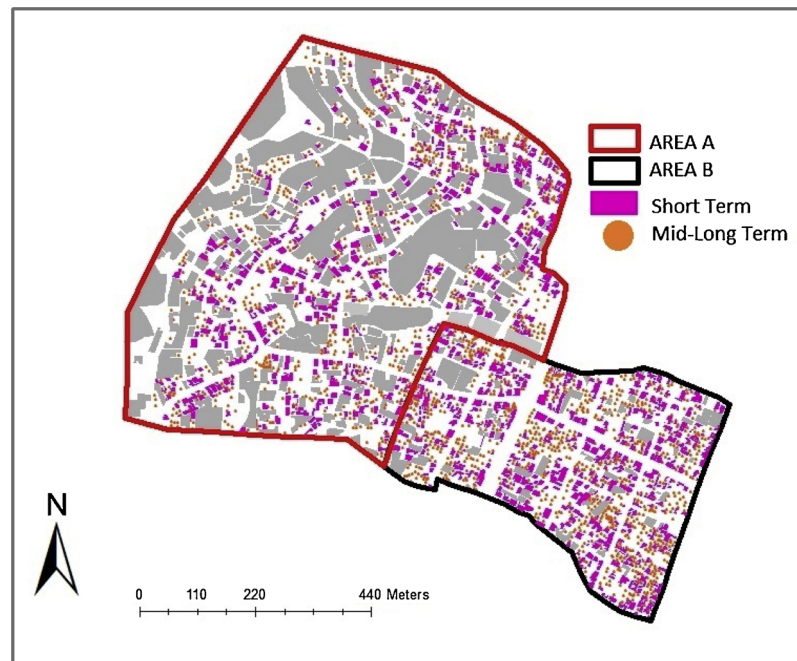 AREA A
AREA B
Short Term
Mid-Long Term
N
0 110 220 440 Meters